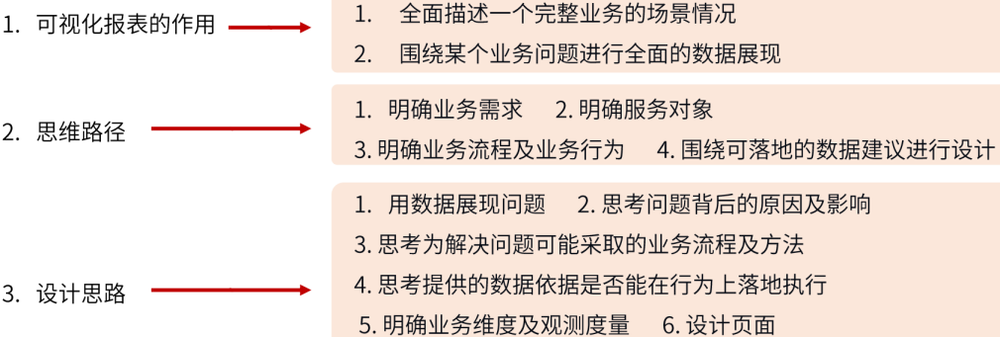 1. 可视化报表的作用
1. 全面描述一个完整业务的场景情况
2. 围绕某个业务问题进行全面的数据展现
2. 思维路径
1. 明确业务需求 2. 明确服务对象
3. 明确业务流程及业务行为 4. 围绕可落地的数据建议进行设计
3. 设计思路
1. 用数据展现问题 2. 思考问题背后的原因及影响
3. 思考为解决问题可能采取的业务流程及方法
4. 思考提供的数据依据是否能在行为上落地执行
5. 明确业务维度及观测度量 6. 设计页面